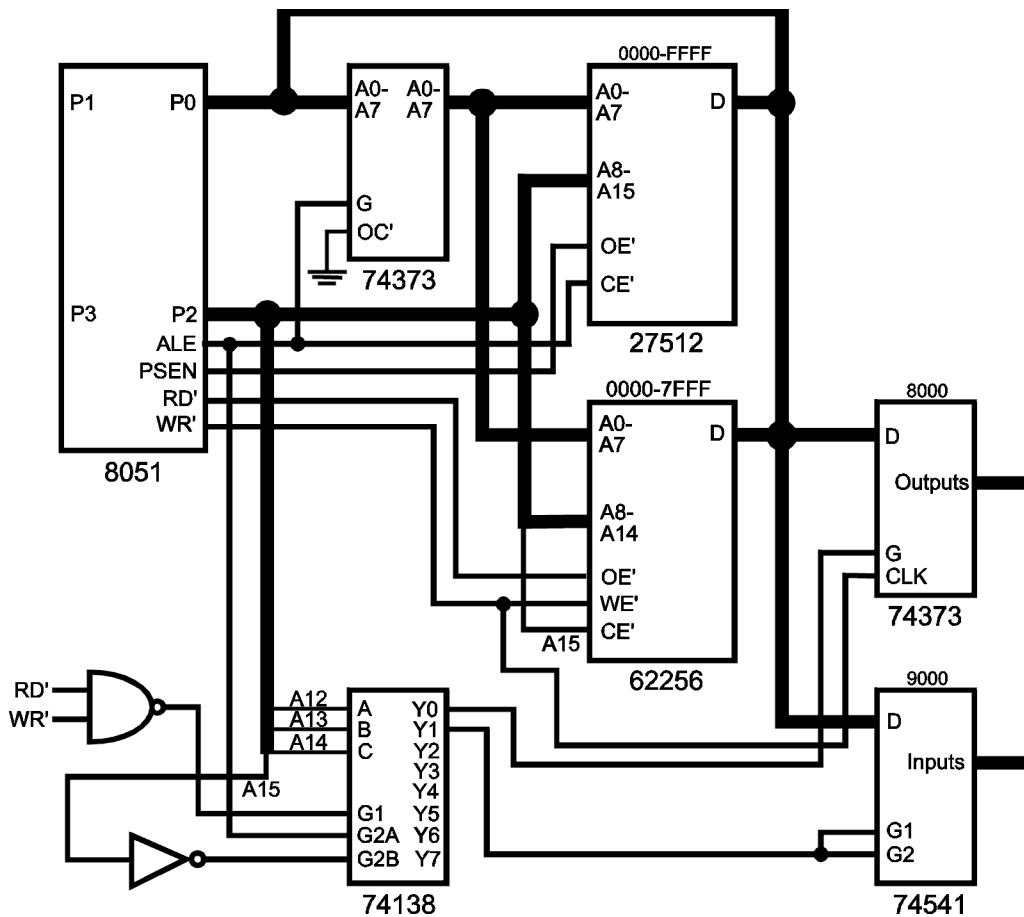 P1
P0
P3
P2
ALE
PSEN
RD'
WR'
8051
A0-
A7
A0-
A7
G
OC'
74373
0000-FFFF
A0-
A7
D
A8-
A15
OE'
CE'
27512
0000-7FFF
A0-
A7
D
A8-
A14
OE'
WE'
CE'
A15
62256
8000
D
Outputs
G
CLK
74373
RD'
WR'
A12
A13
A14
A15
A
B
C
G1
G2A
G2B
Y0
Y1
Y2
Y3
Y4
Y5
Y6
Y7
74138
9000
D
Inputs
G1
G2
74541